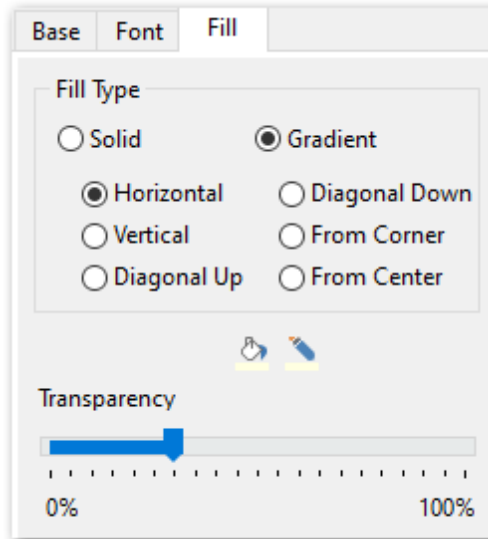 Base Font Fill
Fill Type
Solid Gradient
Horizontal Diagonal Down
Vertical From Corner
Diagonal Up From Center
Transparency
0% 100%